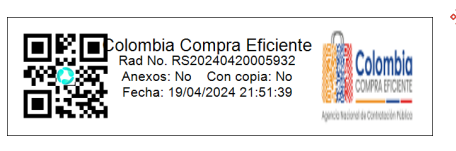 Colombia Compra Eficiente
Rad No. RS20240420005932
Anexos: No Con copia: No
Fecha: 19/04/2024 21:51:39
Colombia
COMPRA EFICIENTE
Agencia Nacional de Contratación Pública